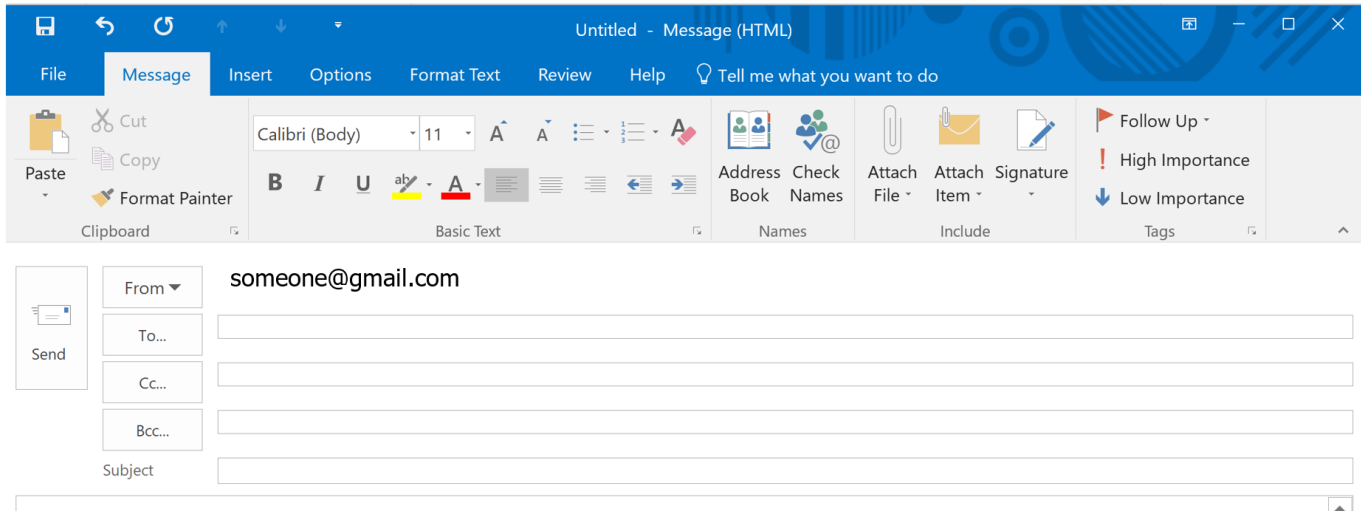 Untitled - Message (HTML)
File Message Insert Options Format Text Review Help Tell me what you want to do
Paste
Cut
Copy
Format Painter
Clipboard
Calibri (Body) 11
B I U ab A
Basic Text
Address Book
Check Names
Names
Attach File
Attach Item
Signature
Include
Follow Up
High Importance
Low Importance
Tags
Send
From someone@gmail.com
To...
Cc...
Bcc...
Subject